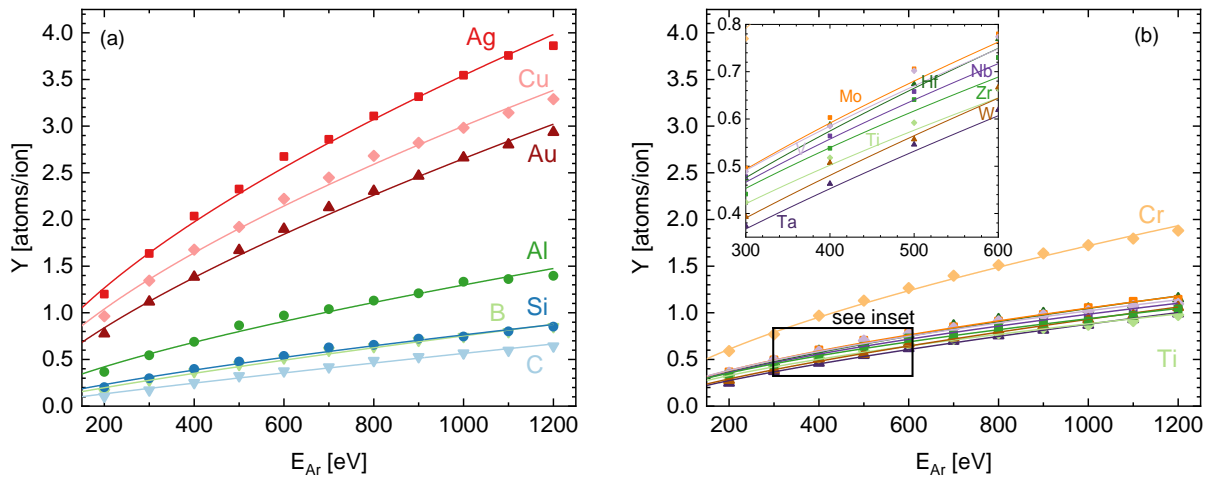 (a)
Ag
Cu
Au
Al
Si
B
C
4.0
3.5
3.0
2.5
2.0
1.5
1.0
0.5
0.0
Y [atoms/ion]
200 400 600 800 1000 1200
E_Ar [eV]
(b)
0.8
0.7
0.6
0.5
0.4
300 400 500 600
Mo
Hf
Nb
Zr
W
V
Ti
Ta
Cr
see inset
Ti
4.0
3.5
3.0
2.5
2.0
1.5
1.0
0.5
0.0
Y [atoms/ion]
200 400 600 800 1000 1200
E_Ar [eV]